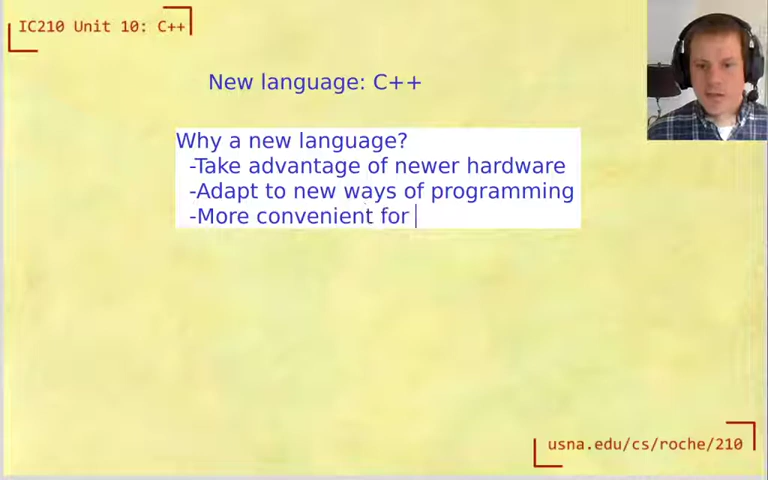 IC210 Unit 10: C++
New language: C++
Why a new language?
-Take advantage of newer hardware
-Adapt to new ways of programming
-More convenient for
usna.edu/cs/roche/210